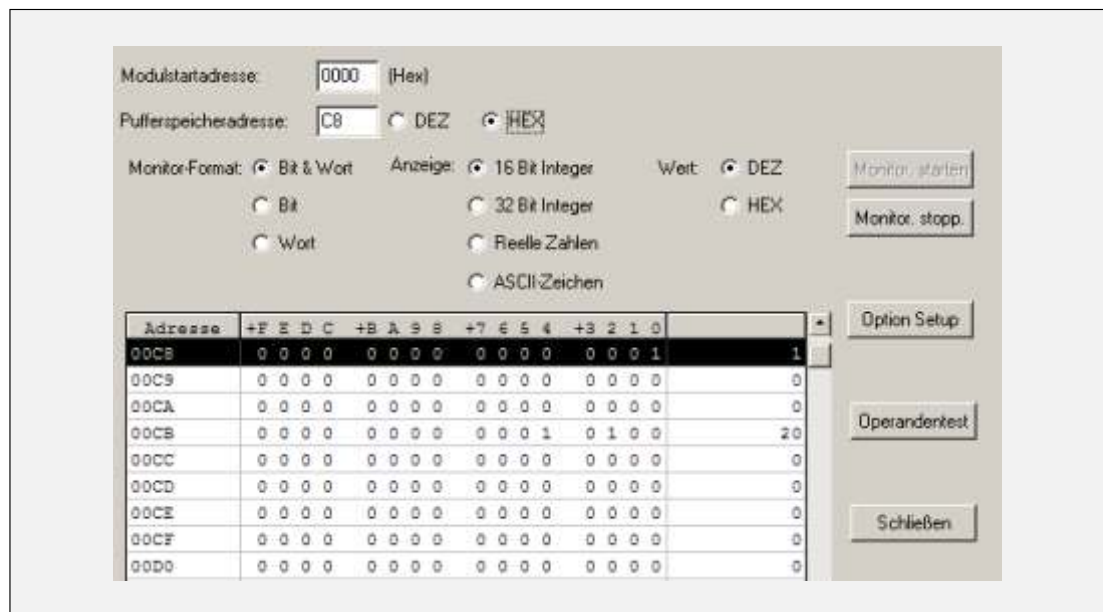 Modulstartadresse: 0000 (Hex)
Pufferspeicheradresse: C8 DEZ HEX
Monitor-Format: Bit & Wort Anzeige: 16 Bit Integer Wert: DEZ Monitor. starten
Bit 32 Bit Integer HEX Monitor. stopp.
Wort Reelle Zahlen
ASCII-Zeichen
Adresse +F E D C +B A 9 8 +7 6 5 4 +3 2 1 0 Option Setup
00C8 0 0 0 0 0 0 0 0 0 0 0 0 0 0 0 1 1
00C9 0 0 0 0 0 0 0 0 0 0 0 0 0 0 0 0 0
00CA 0 0 0 0 0 0 0 0 0 0 0 0 0 0 0 0 0
00CB 0 0 0 0 0 0 0 0 0 0 0 1 0 1 0 0 20 Operandentest
00CC 0 0 0 0 0 0 0 0 0 0 0 0 0 0 0 0 0
00CD 0 0 0 0 0 0 0 0 0 0 0 0 0 0 0 0 0
00CE 0 0 0 0 0 0 0 0 0 0 0 0 0 0 0 0 0
00CF 0 0 0 0 0 0 0 0 0 0 0 0 0 0 0 0 0 Schließen
00D0 0 0 0 0 0 0 0 0 0 0 0 0 0 0 0 0 0